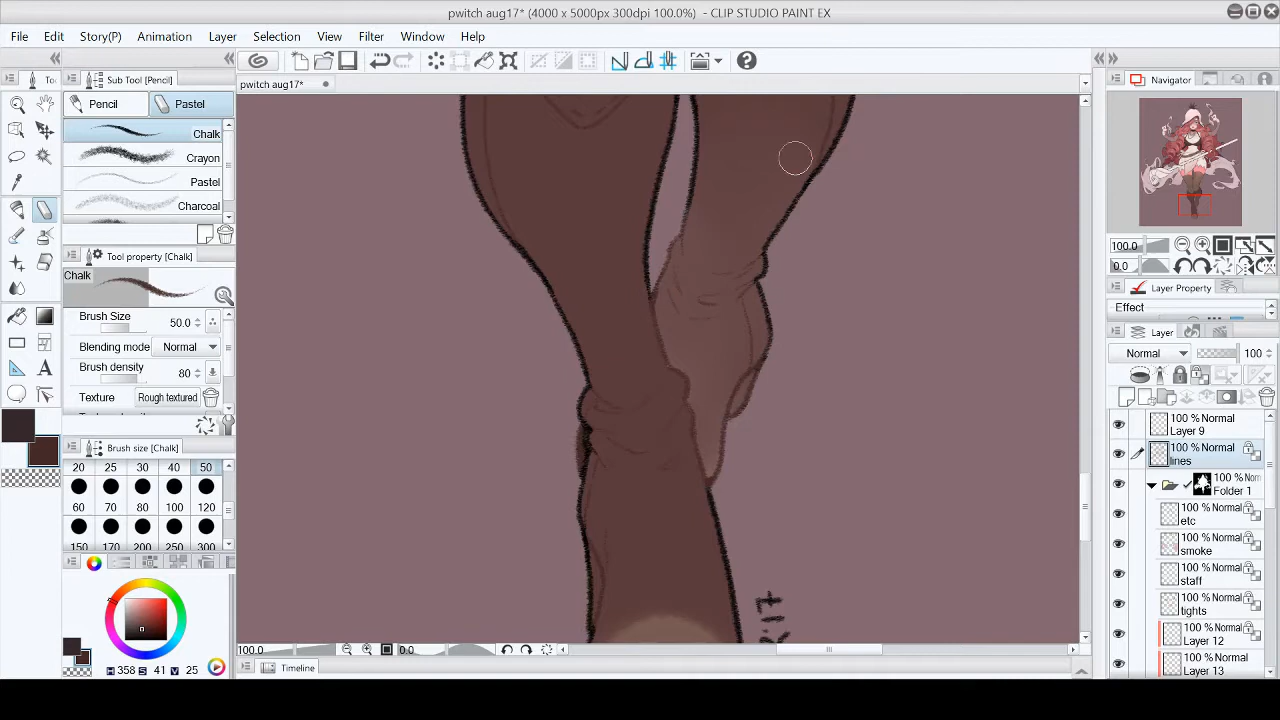 pwitch aug17* (4000 x 5000px 300dpi 100.0%)  - CLIP STUDIO PAINT EX
File Edit Story(P) Animation Layer Selection View Filter Window Help
Sub Tool [Pencil]
pwitch aug17*
Navigator
Pencil Pastel
Chalk
Crayon
Pastel
Charcoal
Tool property [Chalk]
Chalk
Brush Size 50.0
Blending mode Normal
Brush density 80
Texture Rough textured
Brush size [Chalk]
20 25 30 40 50
60 70 80 100 120
150 170 200 250 300
H 358 S 41 V 25
100.0
0.0
Layer Property
Effect
Layer
Normal 100
100 % Normal
Layer 9
100 % Normal
lines
100 % Norm
Folder 1
100 % Normal
etc
100 % Normal
smoke
100 % Normal
staff
100 % Normal
tights
100 % Normal
Layer 12
100 % Normal
Layer 13
100.0 0.0
Timeline